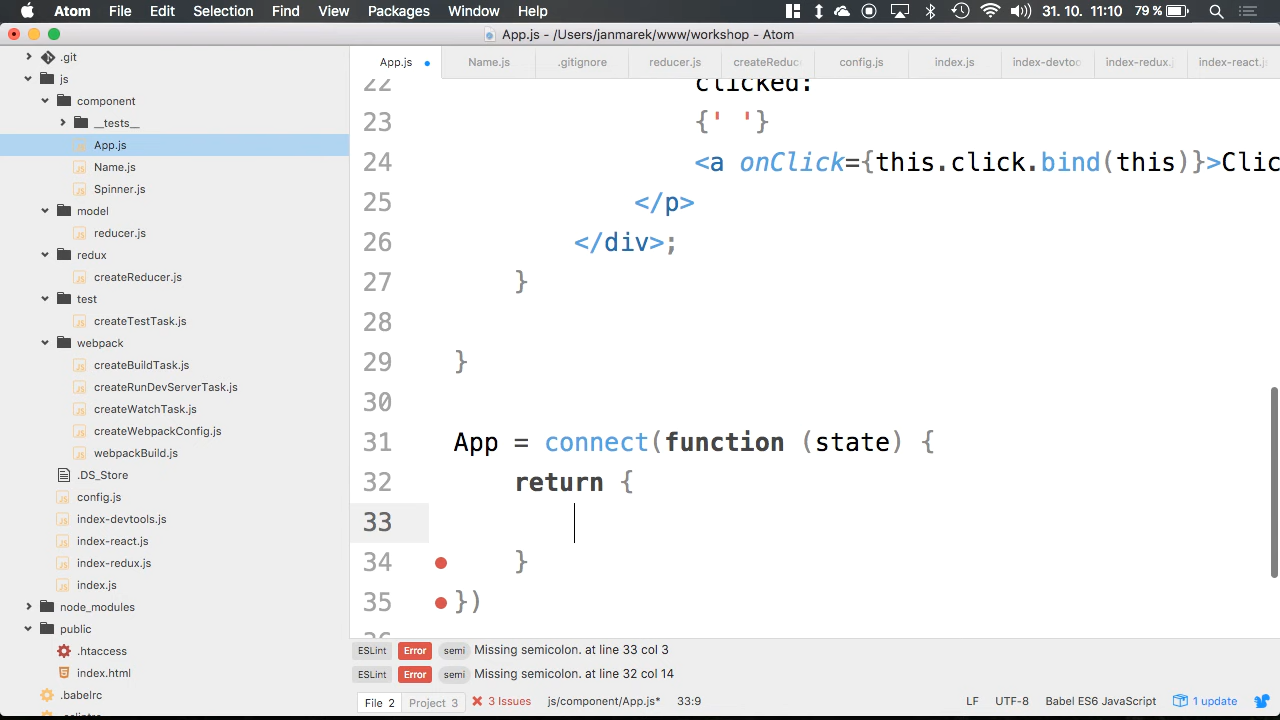 Atom File Edit Selection Find View Packages Window Help 31. 10. 11:10 79 %
App.js - /Users/janmarek/www/workshop - Atom
.git
js
component
__tests__
App.js
Name.js
Spinner.js
model
reducer.js
redux
createReducer.js
test
createTestTask.js
webpack
createBuildTask.js
createRunDevServerTask.js
createWatchTask.js
createWebpackConfig.js
webpackBuild.js
.DS_Store
config.js
index-devtools.js
index-react.js
index-redux.js
index.js
node_modules
public
.htaccess
index.html
.babelrc
App.js Name.js .gitignore reducer.js createReduc config.js index.js index-devtoo index-redux.j index-react.j
22 clicked:
23 {' '}
24 <a onClick={this.click.bind(this)}>Clic
25 </p>
26 </div>;
27 }
28
29 }
30
31 App = connect(function (state) {
32 return {
33
34 }
35 })
ESLint Error semi Missing semicolon. at line 33 col 3
ESLint Error semi Missing semicolon. at line 32 col 14
File 2 Project 3 3 Issues js/component/App.js* 33:9 LF UTF-8 Babel ES6 JavaScript 1 update